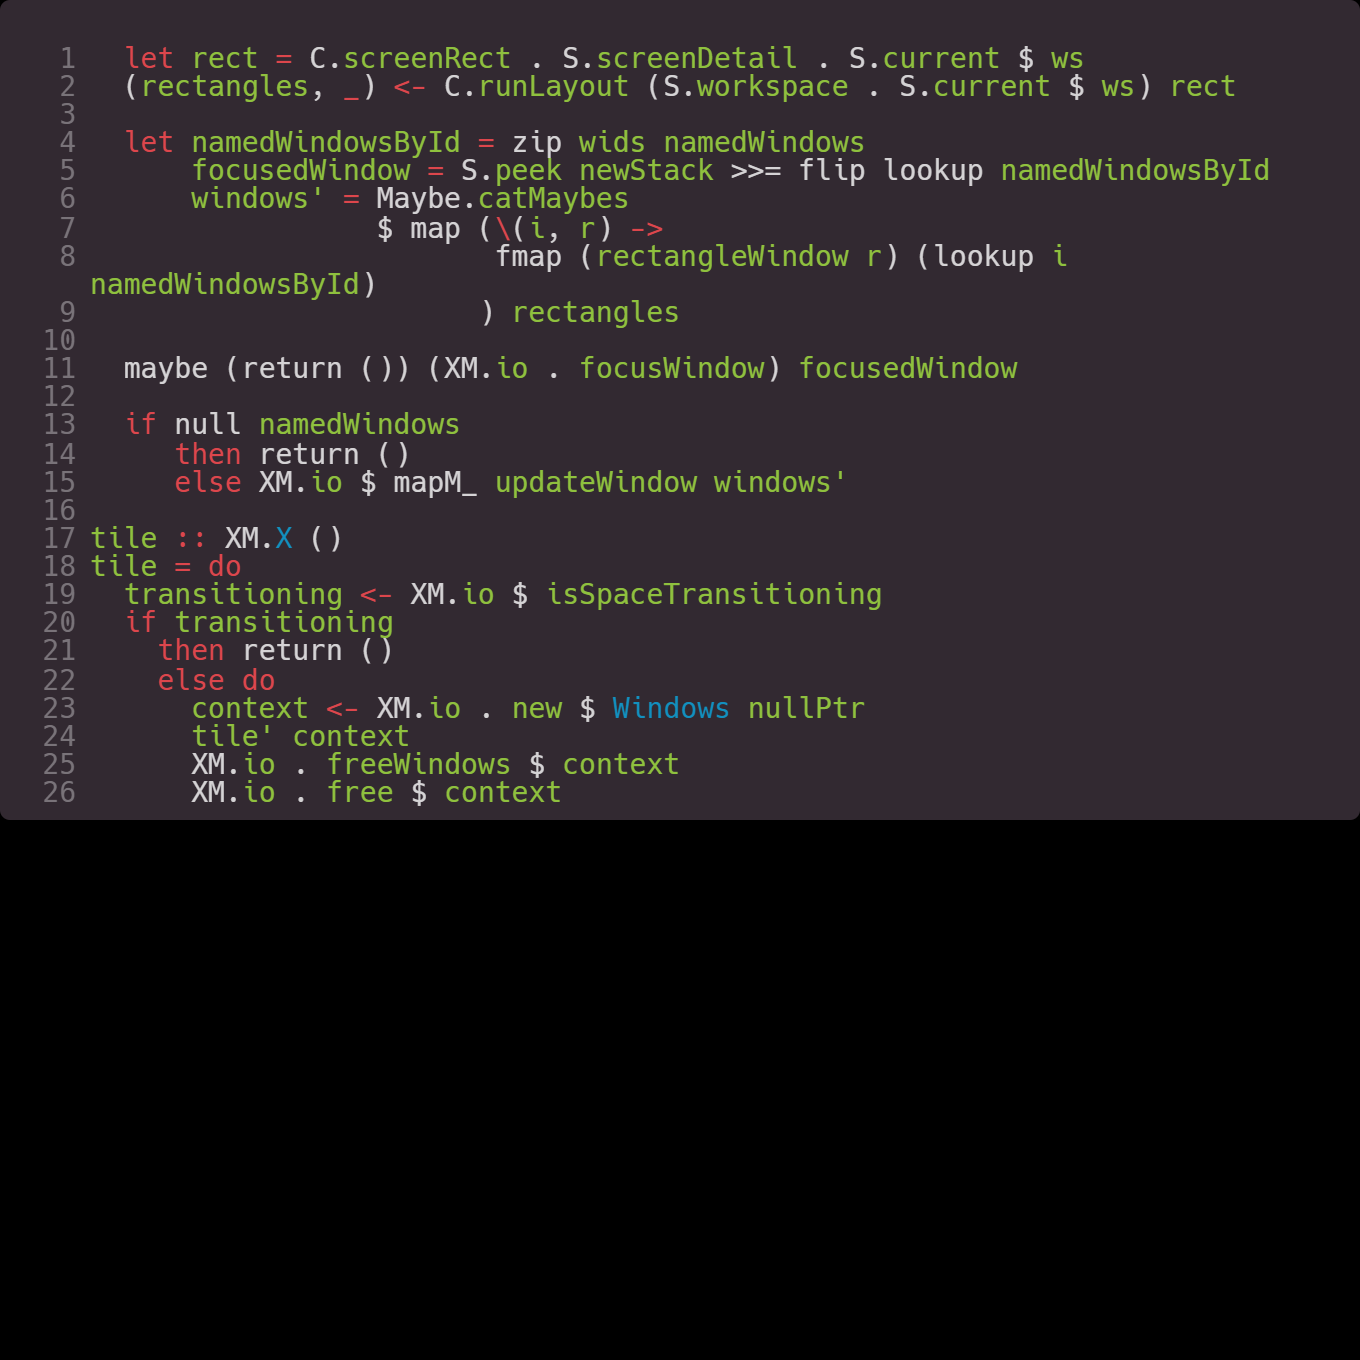 1   let rect = C.screenRect . S.screenDetail . S.current $ ws
2   (rectangles, _) <- C.runLayout (S.workspace . S.current $ ws) rect
3
4   let namedWindowsById = zip wids namedWindows
5       focusedWindow = S.peek newStack >>= flip lookup namedWindowsById
6       windows' = Maybe.catMaybes
7                  $ map (\(i, r) ->
8                         fmap (rectangleWindow r) (lookup i
namedWindowsById)
9                        ) rectangles
10
11   maybe (return ()) (XM.io . focusWindow) focusedWindow
12
13   if null namedWindows
14      then return ()
15      else XM.io $ mapM_ updateWindow windows'
16
17 tile :: XM.X ()
18 tile = do
19   transitioning <- XM.io $ isSpaceTransitioning
20   if transitioning
21     then return ()
22     else do
23       context <- XM.io . new $ Windows nullPtr
24       tile' context
25       XM.io . freeWindows $ context
26       XM.io . free $ context